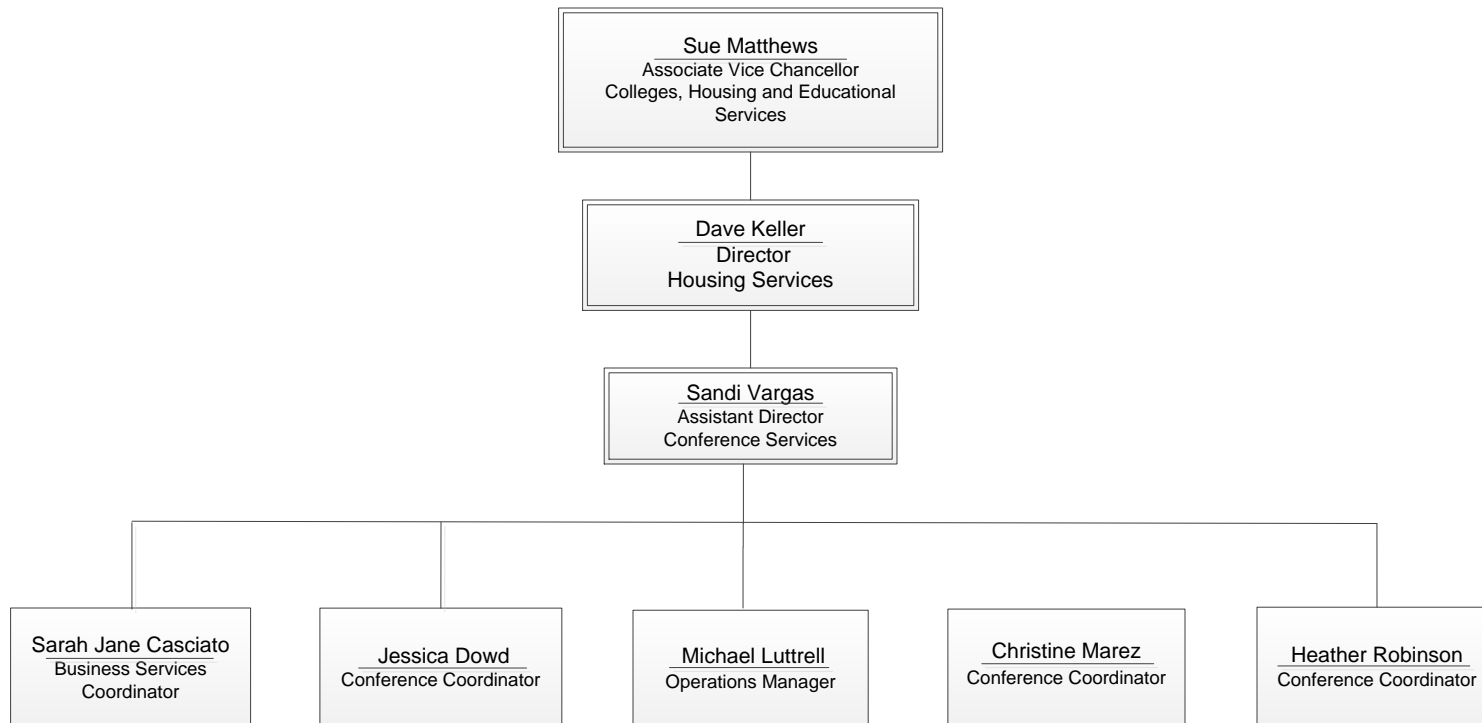 Sue Matthews
Associate Vice Chancellor
Colleges, Housing and Educational
Services
Dave Keller
Director
Housing Services
Sandi Vargas
Assistant Director
Conference Services
Sarah Jane Casciato
Business Services
Coordinator
Jessica Dowd
Conference Coordinator
Michael Luttrell
Operations Manager
Christine Marez
Conference Coordinator
Heather Robinson
Conference Coordinator